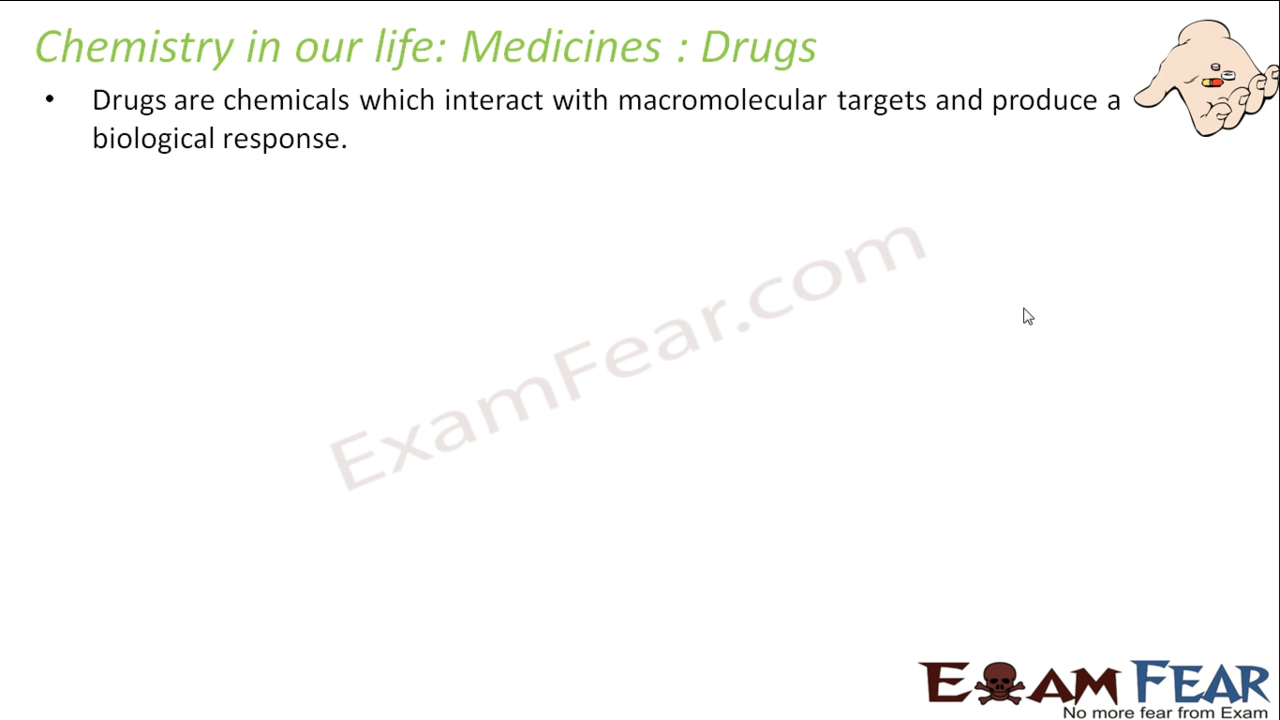 Chemistry in our life: Medicines : Drugs
• Drugs are chemicals which interact with macromolecular targets and produce a
biological response.
ExamFear.com
EXAM FEAR
No more fear from Exam